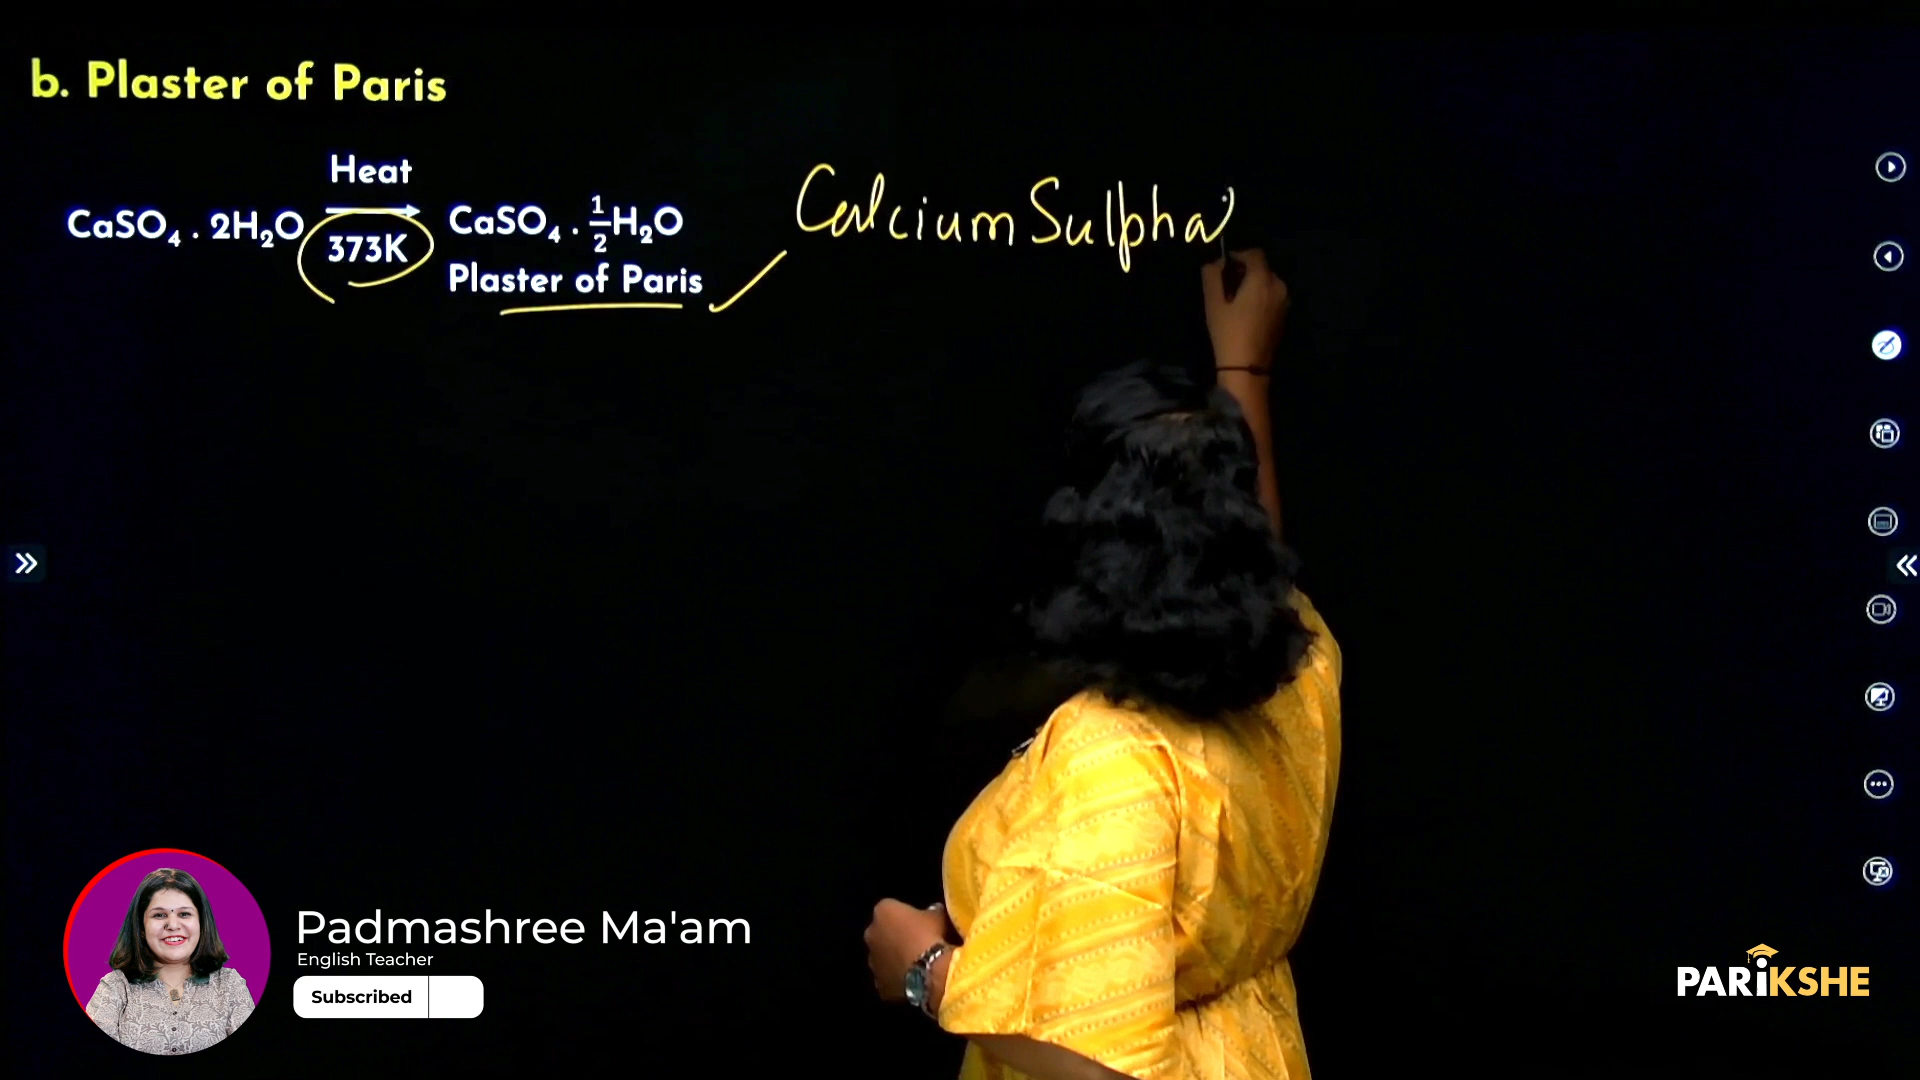 b. Plaster of Paris
Heat
CaSO₄ . 2H₂O → CaSO₄ . ½H₂O
373K
Plaster of Paris
Calcium Sulpha
Padmashree Ma'am
English Teacher
Subscribed
PARiKSHE